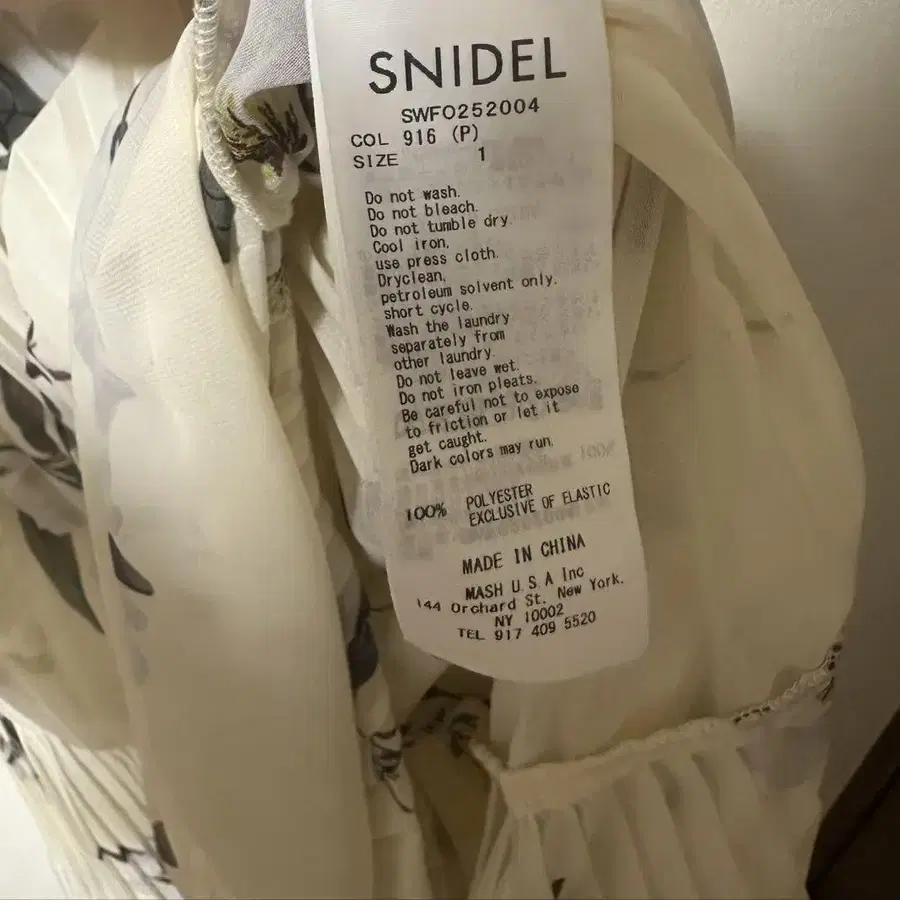 SNIDEL
SWFO252004
COL 916 (P)
SIZE 1
Do not wash.
Do not bleach.
Do not tumble dry.
Cool iron,
use press cloth.
Dryclean,
petroleum solvent only.
short cycle.
Wash the laundry
separately from
other laundry.
Do not leave wet.
Do not iron pleats.
Be careful not to expose
to friction or let it
get caught.
Dark colors may run.
100% POLYESTER
EXCLUSIVE OF ELASTIC
MADE IN CHINA
MASH U.S.A Inc
144 Orchard St. New York.
NY 10002
TEL 917 409 5520